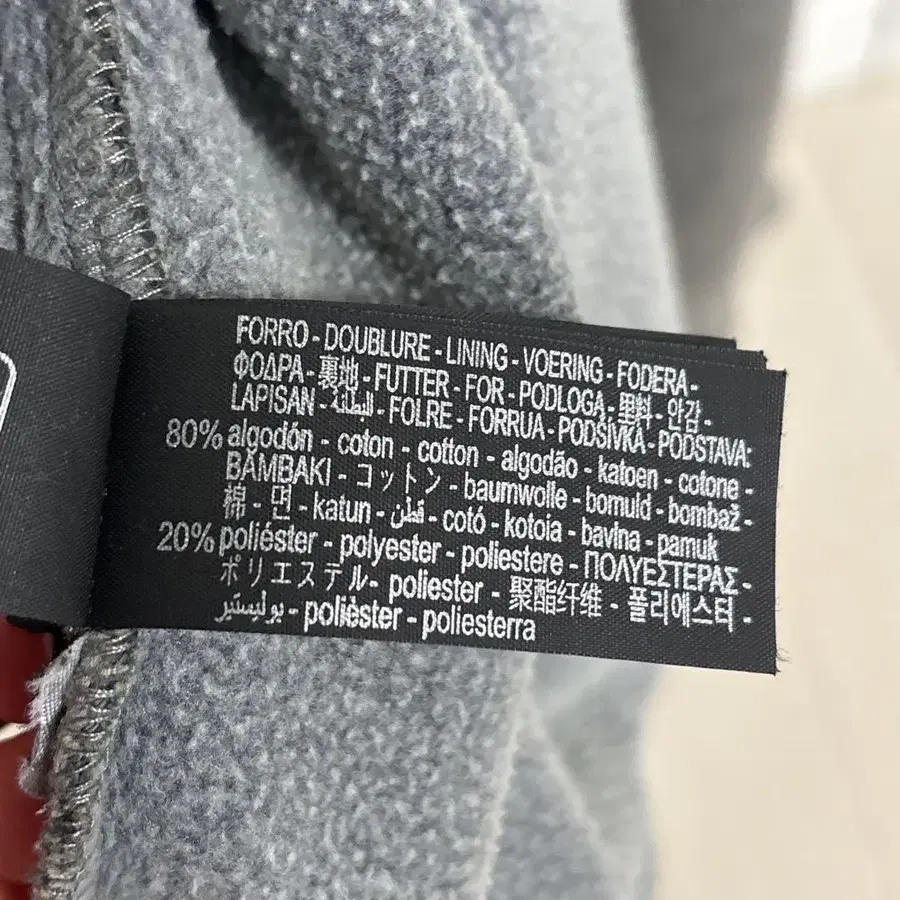 FORRO - DOUBLURE - LINING - VOERING - FODERA -
ΦΟΔΡΑ - 裏地 - FUTTER - FOR - PODLOGA - 里料 - 안감 -
LAPISAN - البطانة - FOLRE - FORRUA - PODŠIVKA - PODSTAVA:
80% algodón - coton - cotton - algodão - katoen - cotone -
BAMBAKI - コットン - baumwolle - bomuld - bombaž -
棉 - 면 - katun - قطن - cotó - kotoia - bavlna - pamuk
20% poliéster - polyester - poliestere - ΠΟΛΥΕΣΤΕΡΑΣ -
ポリエステル - poliester - 聚酯纤维 - 폴리에스터 -
بوليستير - polièster - poliesterra